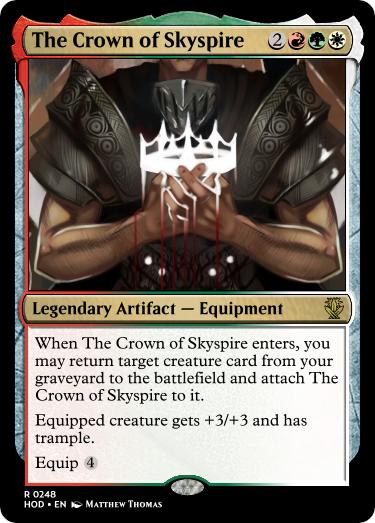 The Crown of Skyspire 2
Legendary Artifact — Equipment
When The Crown of Skyspire enters, you
may return target creature card from your
graveyard to the battlefield and attach The
Crown of Skyspire to it.
Equipped creature gets +3/+3 and has
trample.
Equip 4
R 0248
HOD • EN Matthew Thomas